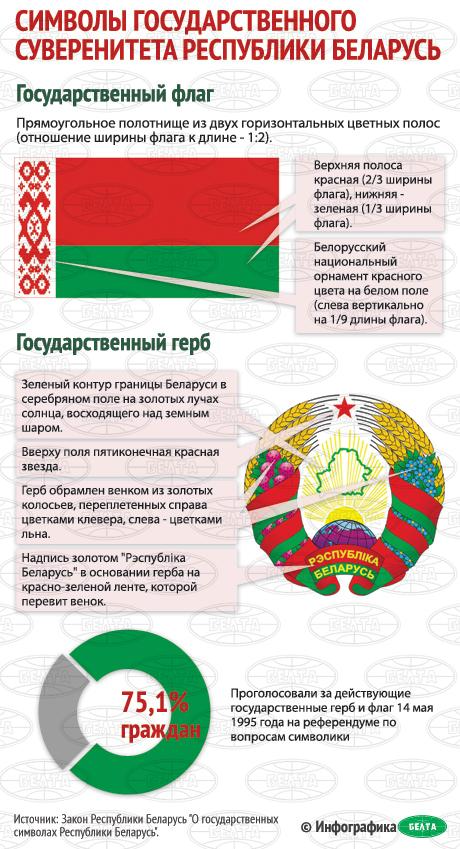 СИМВОЛЫ ГОСУДАРСТВЕННОГО
СУВЕРЕНИТЕТА РЕСПУБЛИКИ БЕЛАРУСЬ
Государственный флаг
Прямоугольное полотнище из двух горизонтальных цветных полос
(отношение ширины флага к длине - 1:2).
Верхняя полоса
красная (2/3 ширины
флага), нижняя -
зеленая (1/3 ширины
флага).
Белорусский
национальный
орнамент красного
цвета на белом поле
(слева вертикально
на 1/9 длины флага).
Государственный герб
Зеленый контур границы Беларуси в
серебряном поле на золотых лучах
солнца, восходящего над земным
шаром.
Вверху поля пятиконечная красная
звезда.
Герб обрамлен венком из золотых
колосьев, переплетенных справа
цветками клевера, слева - цветками
льна.
Надпись золотом "Рэспубліка
Беларусь" в основании герба на
красно-зеленой ленте, которой
перевит венок.
РЭСПУБЛІКА
БЕЛАРУСЬ
75,1%
граждан
Проголосовали за действующие
государственные герб и флаг 14 мая
1995 года на референдуме по
вопросам символики
Источник: Закон Республики Беларусь "О государственных
символах Республики Беларусь".
© Инфографика БЕЛТА